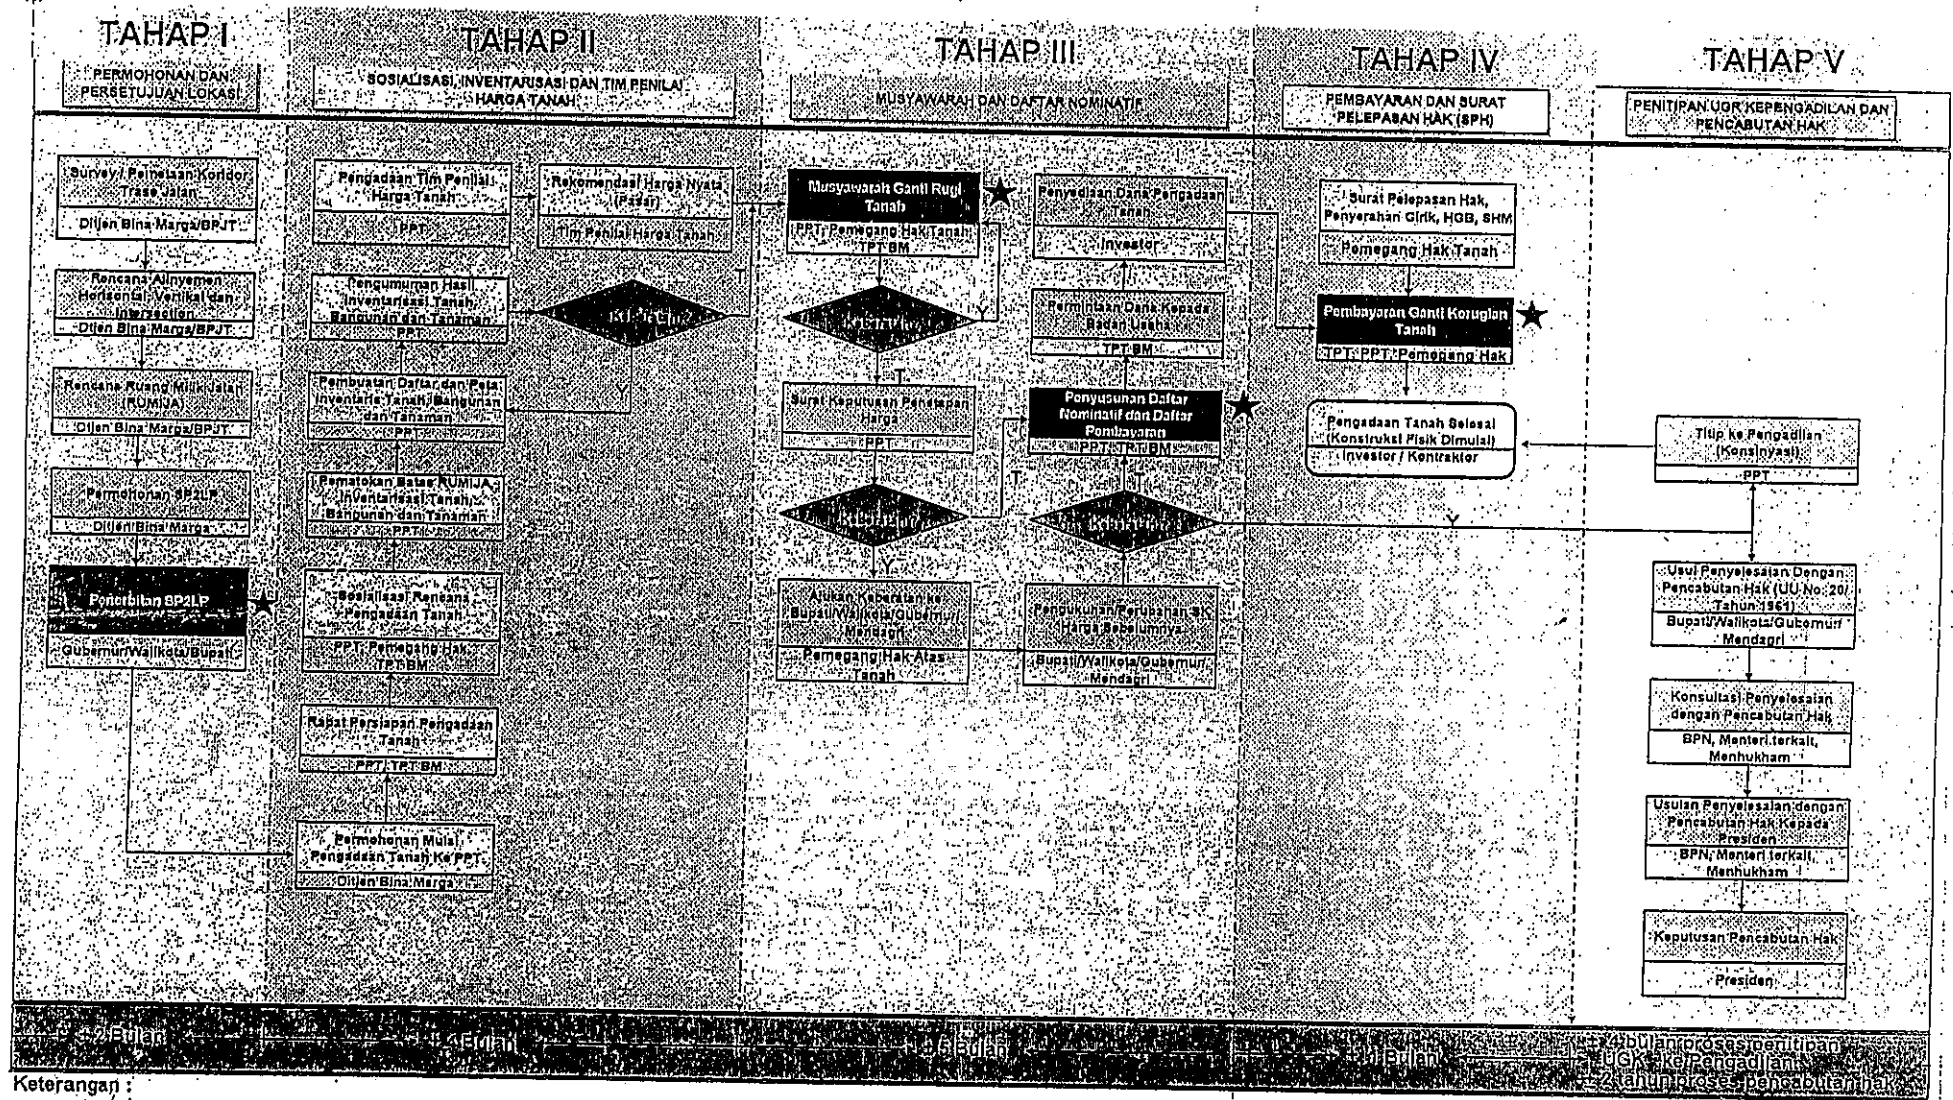 TAHAP I
PERMOHONAN DAN
PERSETUJUAN LOKASI
Survey / Pemetaan Koridor
Trase Jalan
Ditjen Bina Marga/BPJT
Rencana Alinyemen
Horisontal, Vertikal dan
Intersection
Ditjen Bina Marga/BPJT
Rencana Ruang Milik Jalan
(RUMIJA)
Ditjen Bina Marga/BPJT
Permohonan SP2LP
Ditjen Bina Marga
Penerbitan SP2LP
Gubernur/Walikota/Bupati
TAHAP II
SOSIALISASI, INVENTARISASI DAN TIM PENILAI
HARGA TANAH
Pengadaan Tim Penilai
Harga Tanah
PPT
Rekomendasi Harga Nyata
(Pasar)
Tim Penilai Harga Tanah
T
Pengumuman Hasil
Inventarisasi Tanah,
Bangunan dan Tanaman
PPT
Y
Pembuatan Daftar dan Peta
Inventaris Tanah, Bangunan
dan Tanaman
PPT
Pematokan Batas RUMIJA,
Inventarisasi Tanah,
Bangunan dan Tanaman
PPT
Sosialisasi Rencana
Pengadaan Tanah
PPT, Pemegang Hak,
TPT BM
Rapat Persiapan Pengadaan
Tanah
PPT, TPT BM
Permohonan Mulai
Pengadaan Tanah Ke PPT
Ditjen Bina Marga
TAHAP III
MUSYAWARAH DAN DAFTAR NOMINATIF
Musyawarah Ganti Rugi
Tanah
PPT, Pemegang Hak Tanah,
TPT BM
Y
T
Surat Keputusan Penetapan
Harga
PPT
T
Y
Ajukan Keberatan ke
Bupati/Walikota/Gubernur/
Mendagri
Pemegang Hak Atas
Tanah
Penyediaan Dana Pengadaan
Tanah
Investor
Permintaan Dana Kepada
Badan Usaha
TPT BM
Penyusunan Daftar
Nominatif dan Daftar
Pembayaran
PPT, TPT BM
Pengukuhan/Perubahan SK
Harga Sebelumnya
Bupati/Walikota/Gubernur/
Mendagri
TAHAP IV
PEMBAYARAN DAN SURAT
PELEPASAN HAK (SPH)
Surat Pelepasan Hak,
Penyerahan Girik, HGB, SHM
Pemegang Hak Tanah
Pembayaran Ganti Kerugian
Tanah
TPT, PPT, Pemegang Hak
Pengadaan Tanah Selesai
(Konstruksi Fisik Dimulai)
Investor / Kontraktor
Y
TAHAP V
PENITIPAN UGR KEPENGADILAN DAN
PENCABUTAN HAK
Titip ke Pengadilan
(Konsinyasi)
PPT
Usul Penyelesaian Dengan
Pencabutan Hak (UU No. 20/
Tahun 1961)
Bupati/Walikota/Gubernur/
Mendagri
Konsultasi Penyelesaian
dengan Pencabutan Hak
BPN, Menteri terkait,
Menhukham
Usulan Penyelesaian dengan
Pencabutan Hak Kepada
Presiden
BPN, Menteri terkait,
Menhukham
Keputusan Pencabutan Hak
Presiden
Bulan
4 Bulan
Bulan
1 Bulan
bulan proses penitipan
UGK ke Pengadilan
2 tahun proses pencabutan hak
Keterangan :